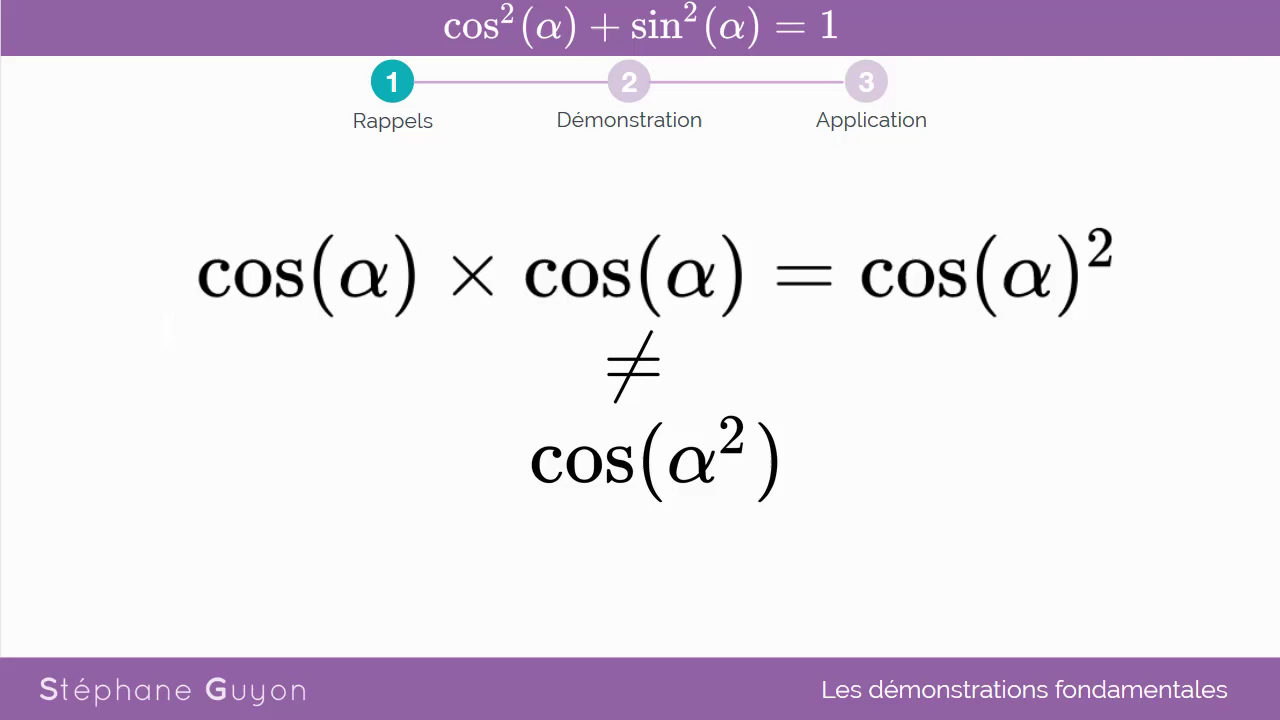 cos²(α) + sin²(α) = 1
1 2 3
Rappels Démonstration Application
cos(α) × cos(α) = cos(α)²
≠
cos(α²)
Stéphane Guyon Les démonstrations fondamentales